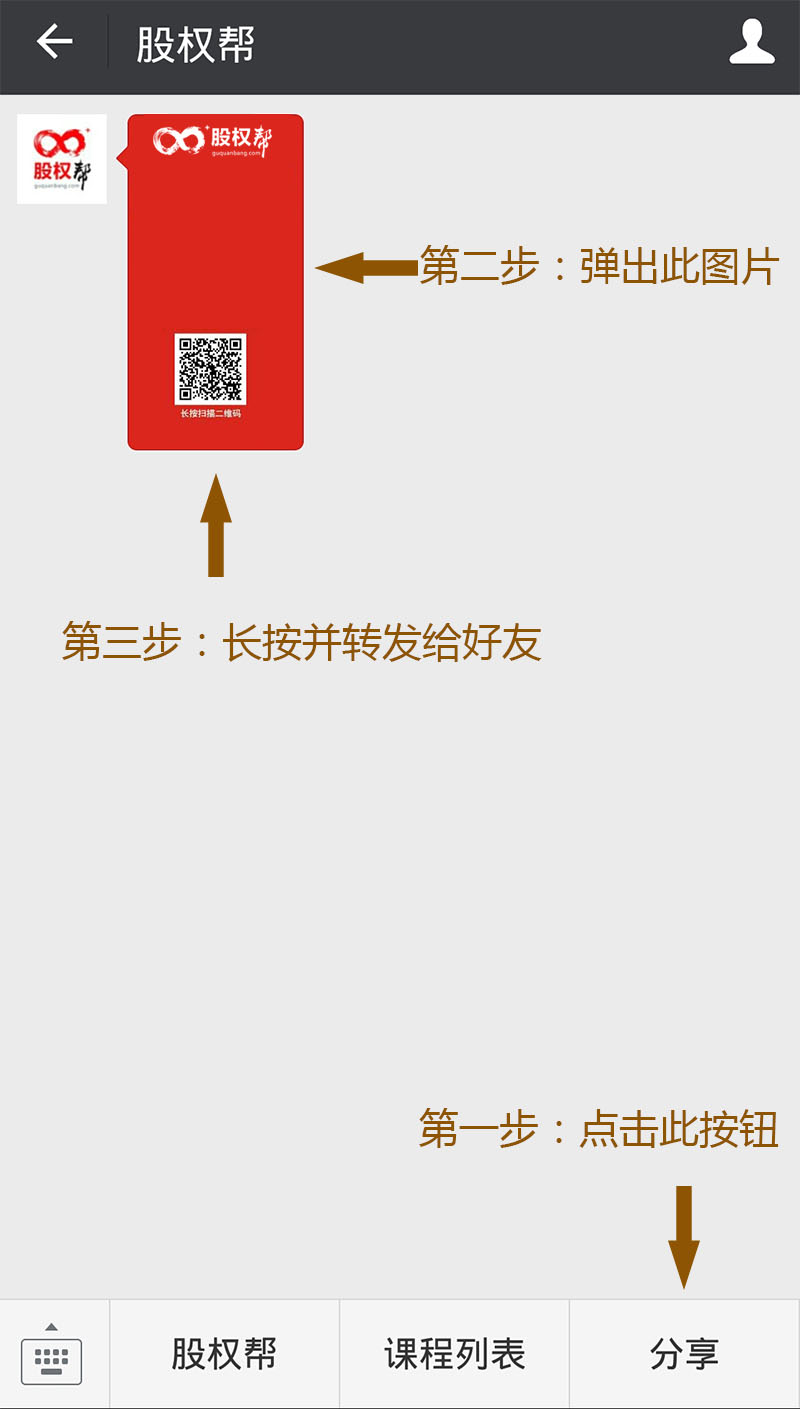 股权帮
股权帮
guquanbang.com
股权帮
guquanbang.com
第二步：弹出此图片
长按扫描二维码
第三步：长按并转发给好友
第一步：点击此按钮
股权帮
课程列表
分享